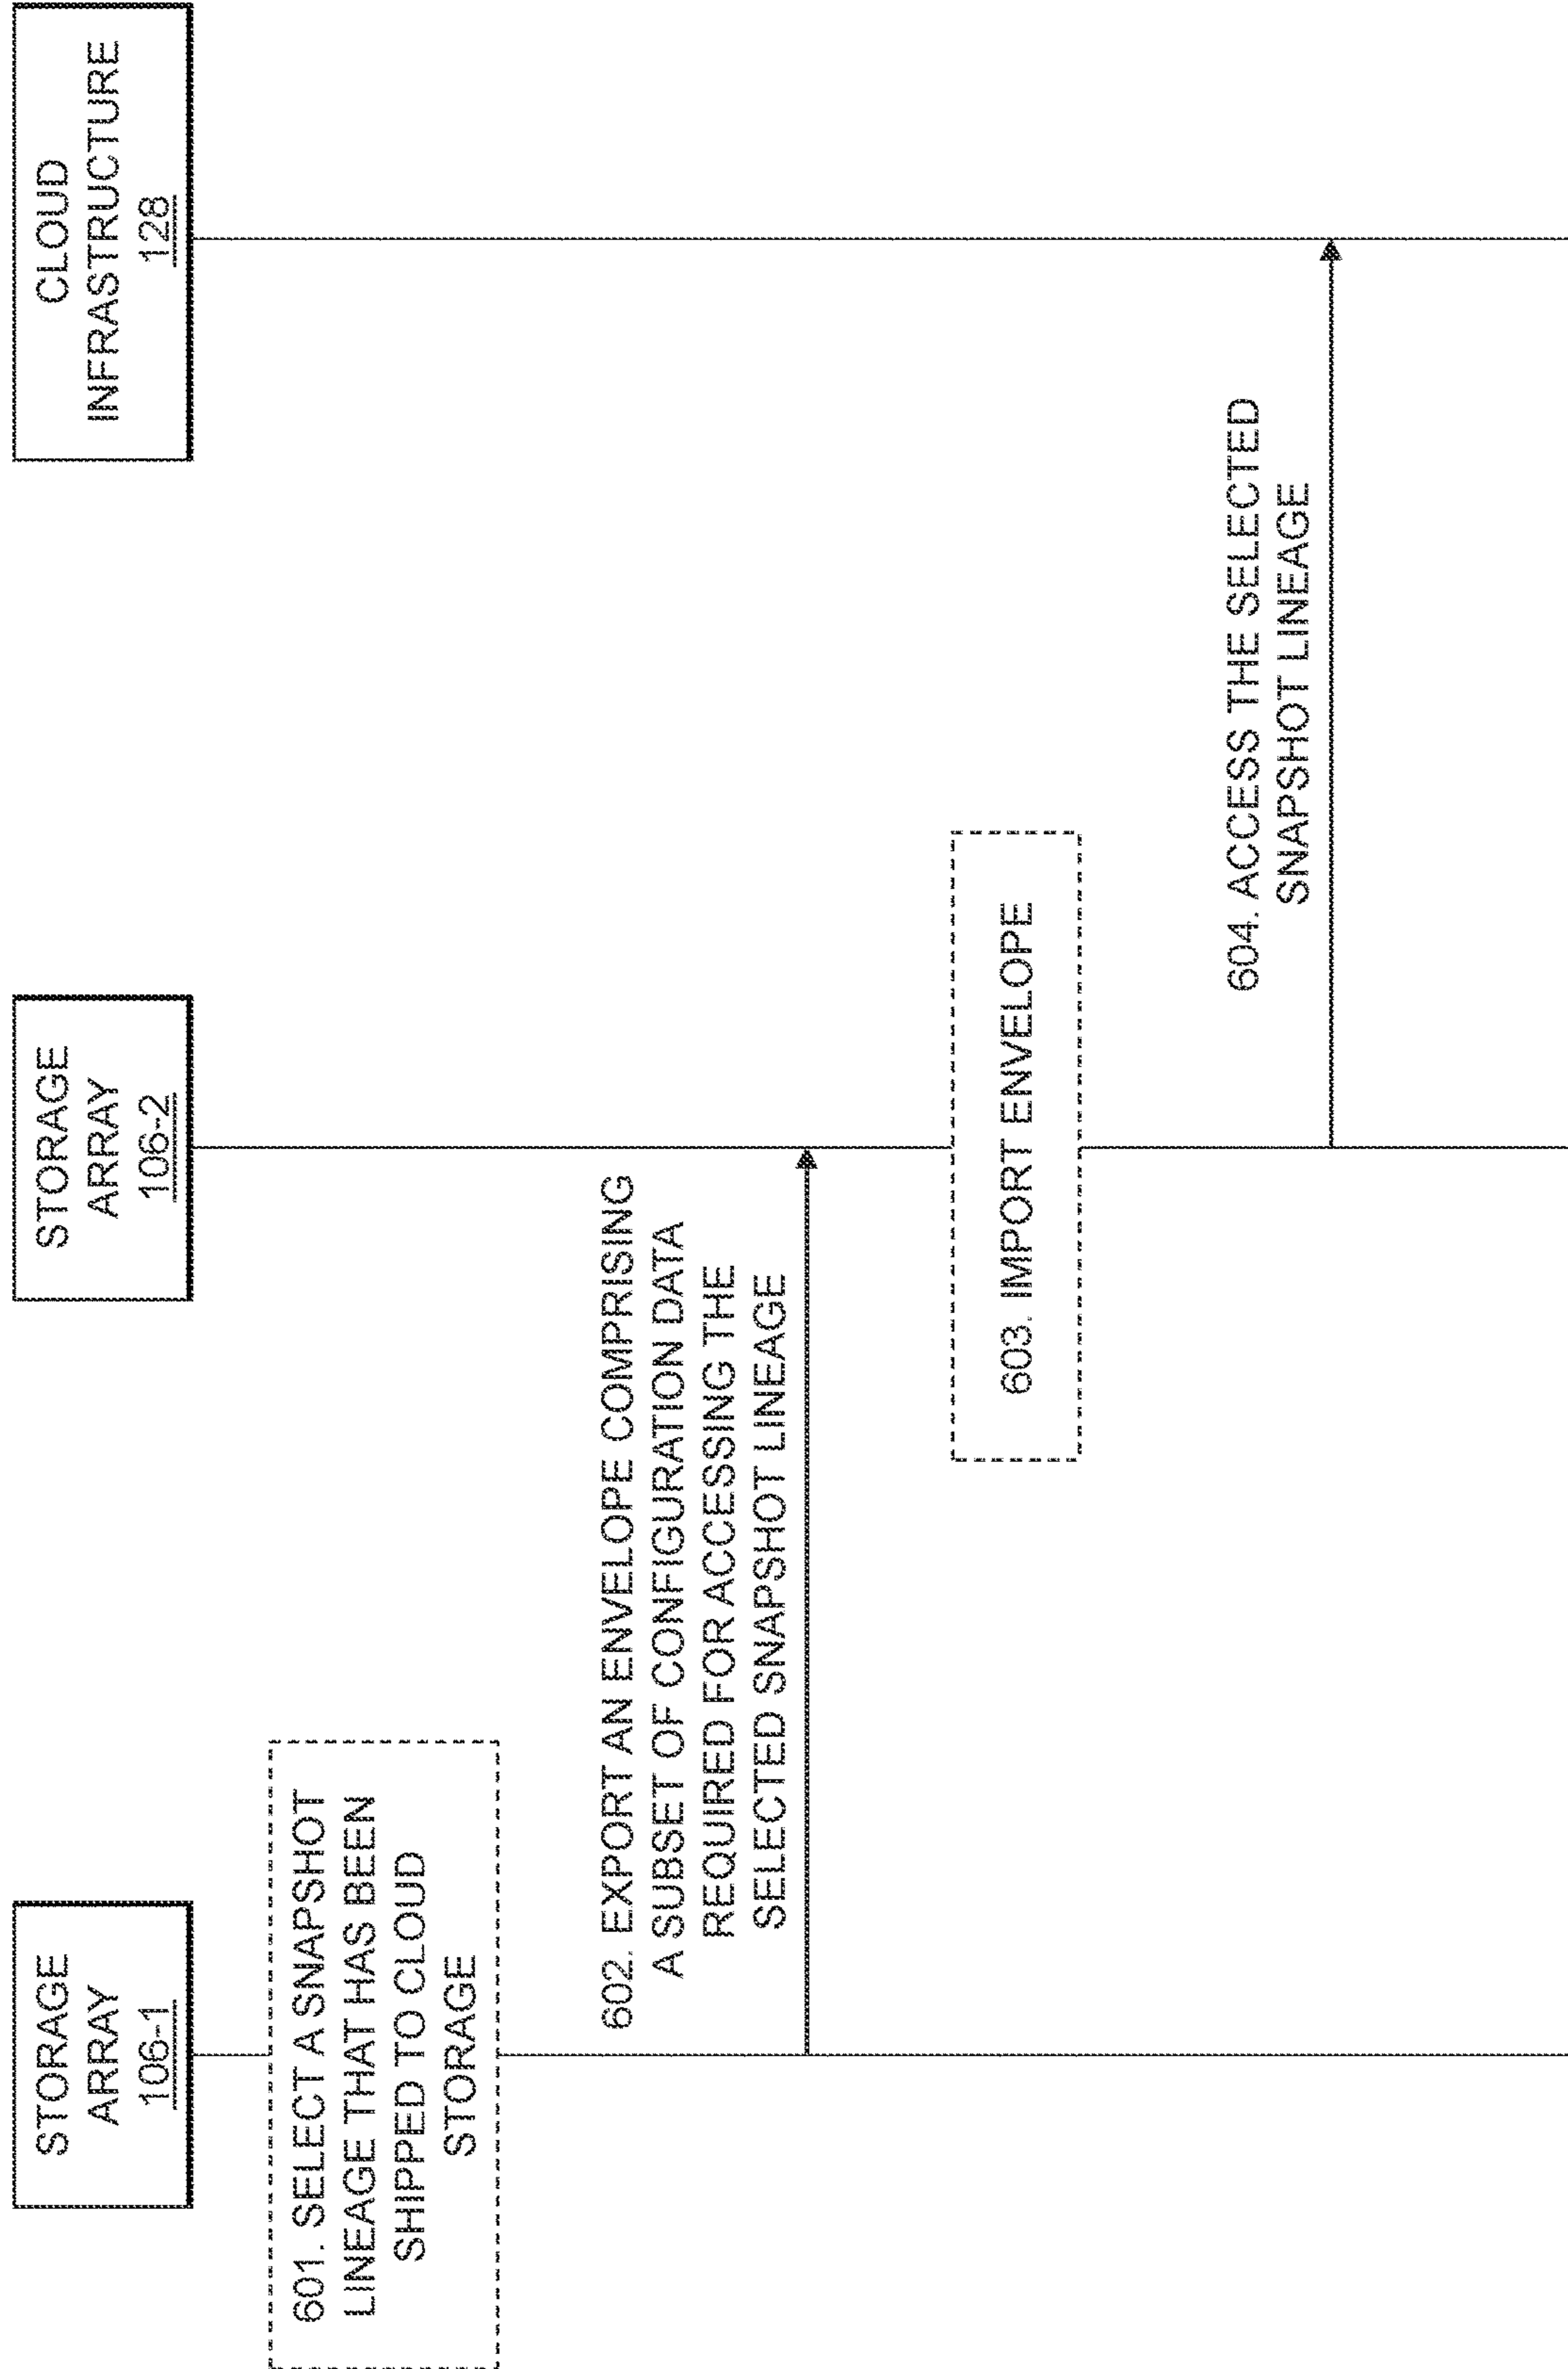 STORAGE
ARRAY
106-1
STORAGE
ARRAY
106-2
CLOUD
INFRASTRUCTURE
128
601. SELECT A SNAPSHOT
LINEAGE THAT HAS BEEN
SHIPPED TO CLOUD
STORAGE
602. EXPORT AN ENVELOPE COMPRISING
A SUBSET OF CONFIGURATION DATA
REQUIRED FOR ACCESSING THE
SELECTED SNAPSHOT LINEAGE
603. IMPORT ENVELOPE
604. ACCESS THE SELECTED
SNAPSHOT LINEAGE